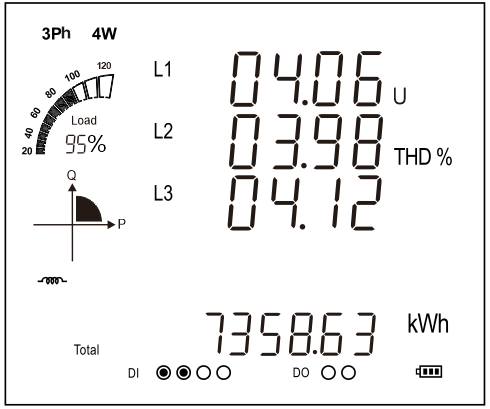 3Ph 4W
20 40 60 80 100 120
Load
95%
Q
P
L1 04.06 U
L2 03.98 THD %
L3 04.12
Total 7358.63 kWh
DI DO